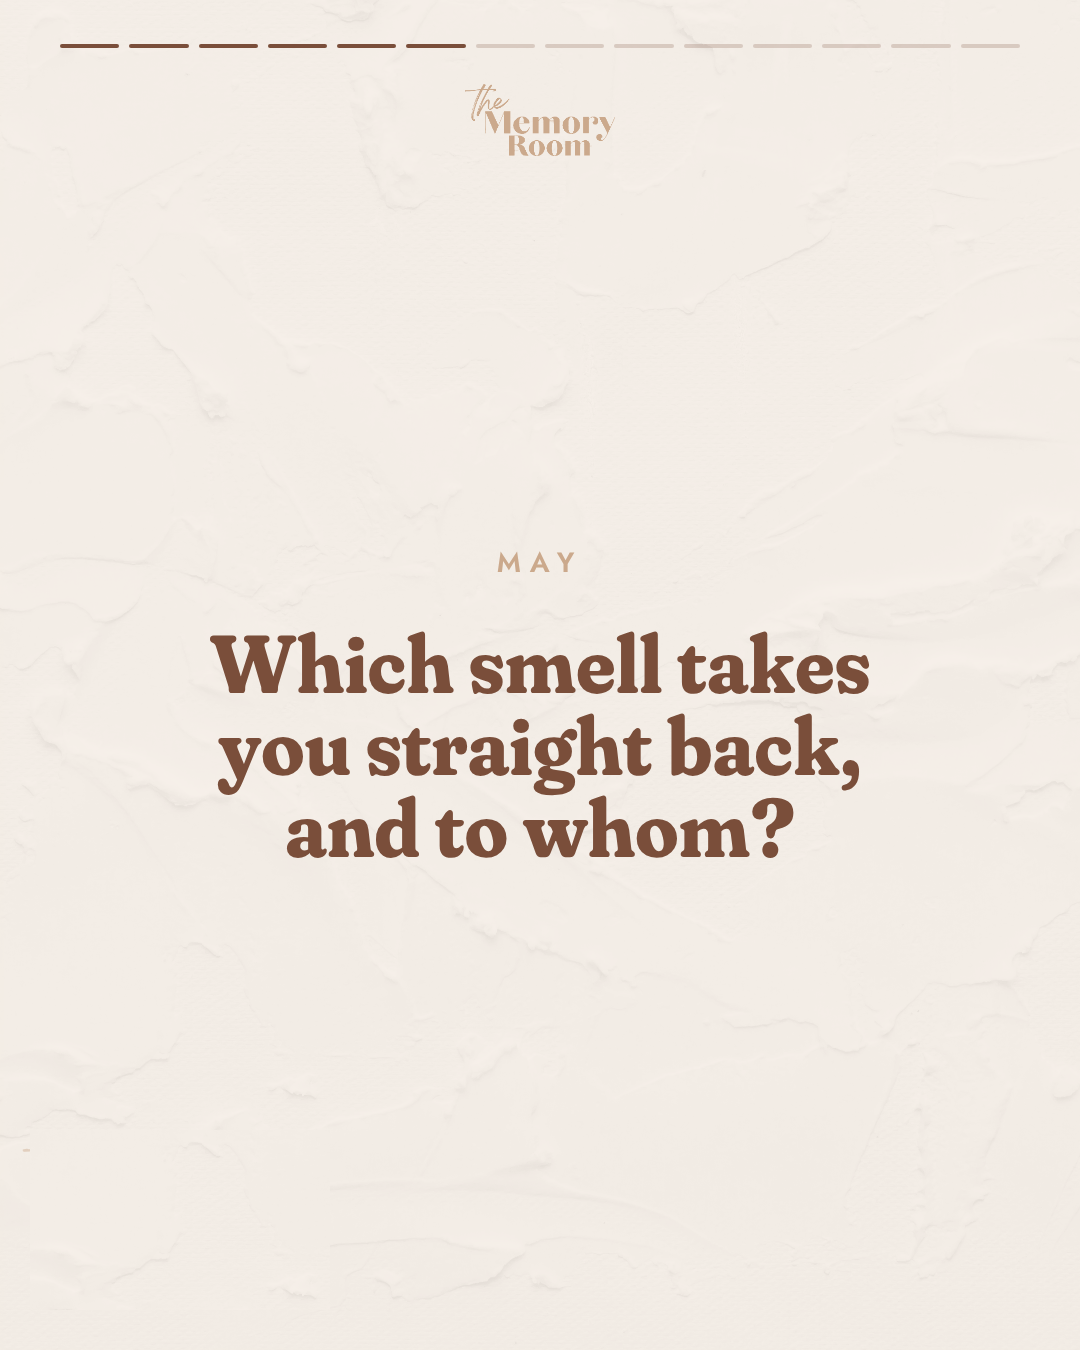 the
Memory
Room
MAY
Which smell takes
you straight back,
and to whom?